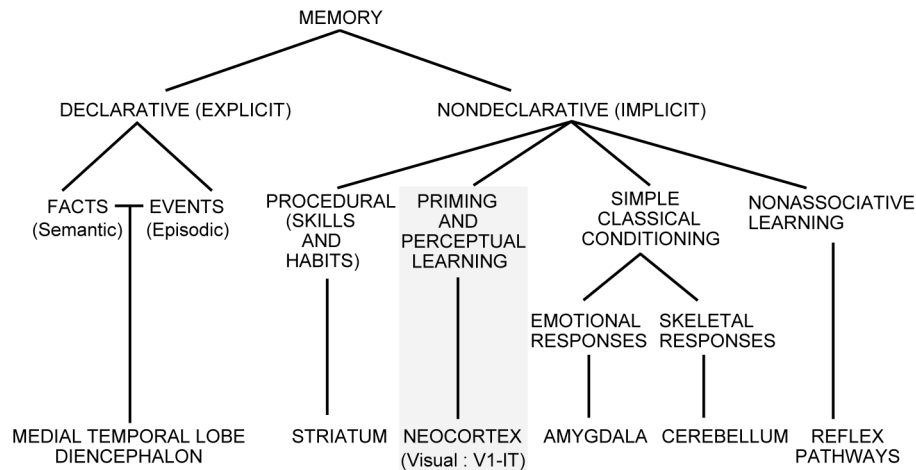 MEMORY
DECLARATIVE (EXPLICIT)
NONDECLARATIVE (IMPLICIT)
FACTS
(Semantic)
EVENTS
(Episodic)
PROCEDURAL
(SKILLS
AND
HABITS)
PRIMING
AND
PERCEPTUAL
LEARNING
SIMPLE
CLASSICAL
CONDITIONING
NONASSOCIATIVE
LEARNING
EMOTIONAL
RESPONSES
SKELETAL
RESPONSES
MEDIAL TEMPORAL LOBE
DIENCEPHALON
STRIATUM
NEOCORTEX
(Visual : V1-IT)
AMYGDALA
CEREBELLUM
REFLEX
PATHWAYS